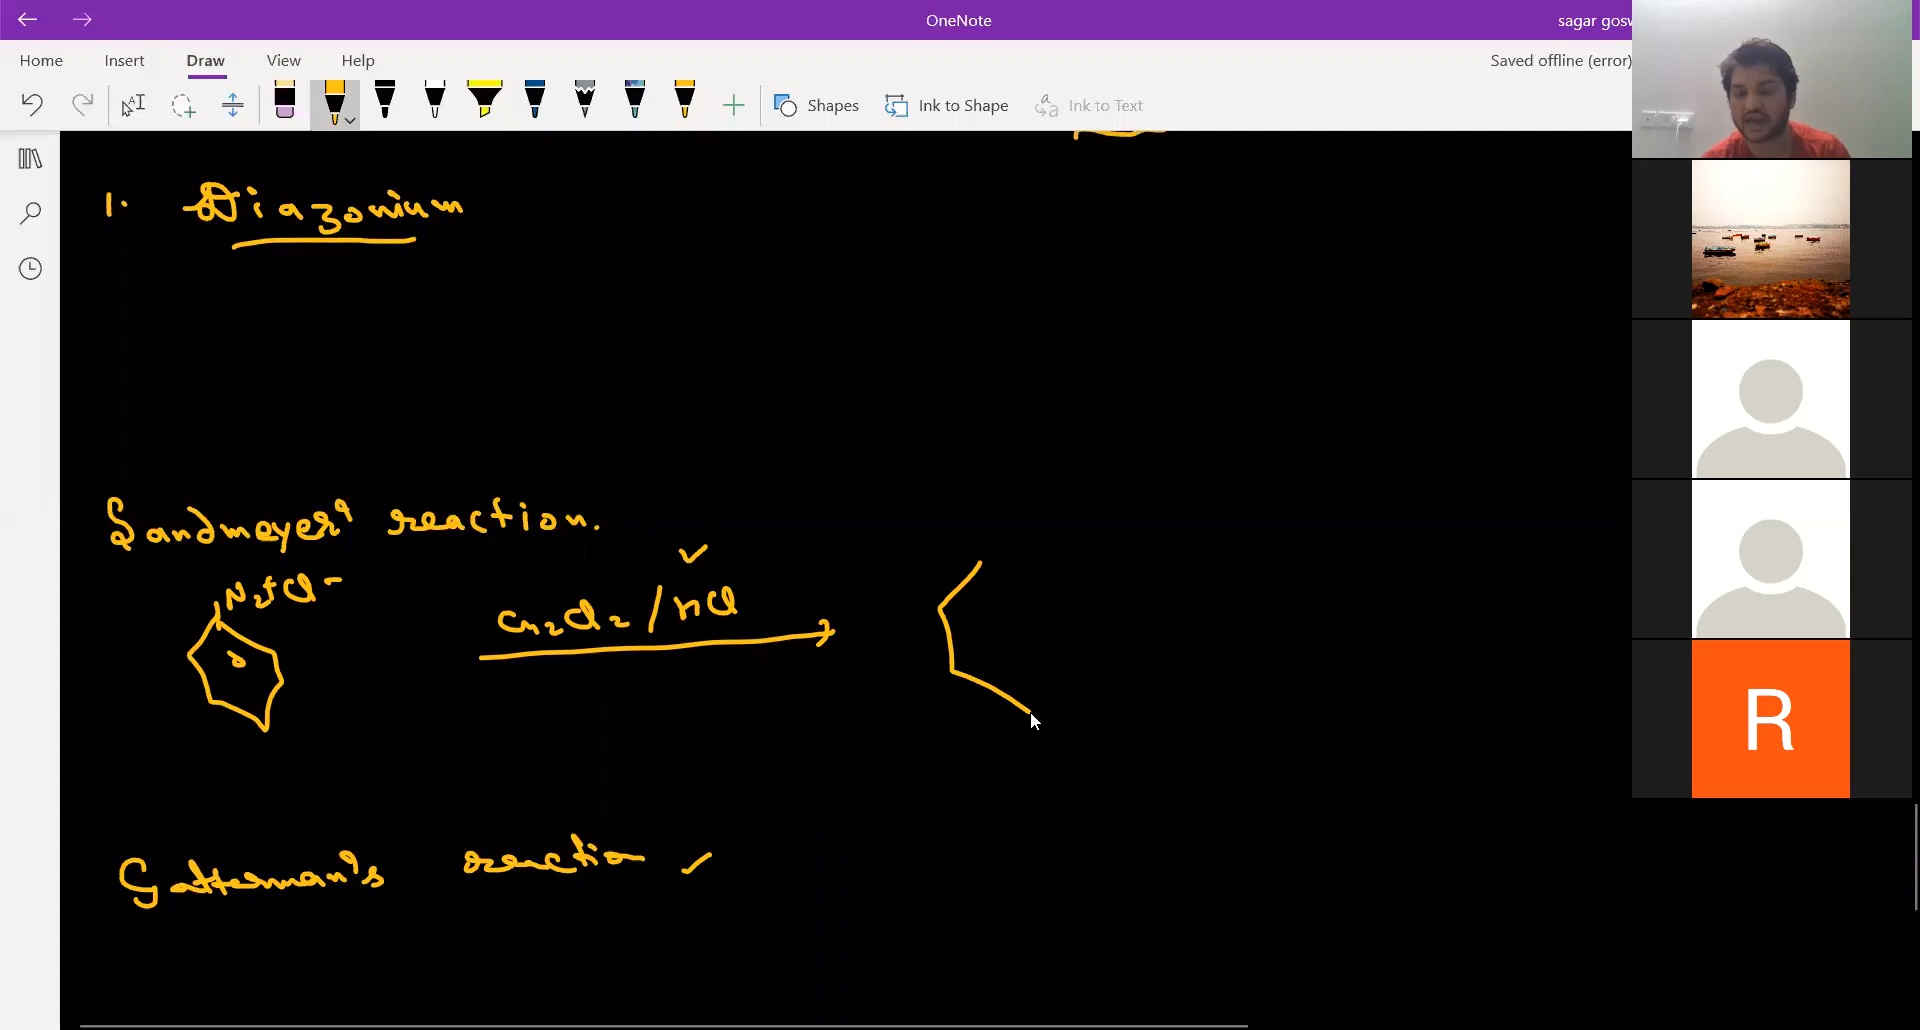 OneNote
sagar gosw
Home Insert Draw View Help
Saved offline (error)
Shapes Ink to Shape Ink to Text
1. Diazonium
Sandmeyer' reaction.
N₂⁺Cl⁻
Cu₂Cl₂/HCl
Gatterman's reaction
R